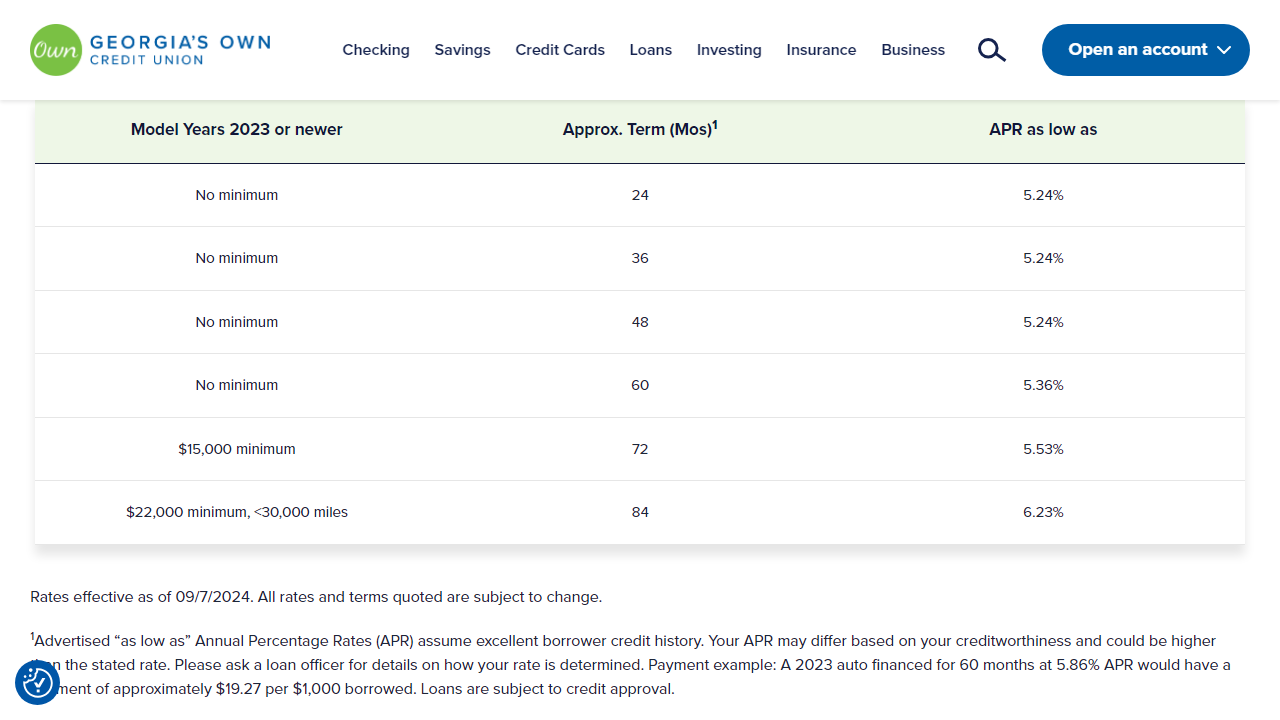 Own GEORGIA'S OWN
CREDIT UNION
Checking Savings Credit Cards Loans Investing Insurance Business Open an account
Model Years 2023 or newer Approx. Term (Mos)¹ APR as low as
No minimum 24 5.24%
No minimum 36 5.24%
No minimum 48 5.24%
No minimum 60 5.36%
$15,000 minimum 72 5.53%
$22,000 minimum, <30,000 miles 84 6.23%
Rates effective as of 09/7/2024. All rates and terms quoted are subject to change.
¹Advertised “as low as” Annual Percentage Rates (APR) assume excellent borrower credit history. Your APR may differ based on your creditworthiness and could be higher
the stated rate. Please ask a loan officer for details on how your rate is determined. Payment example: A 2023 auto financed for 60 months at 5.86% APR would have a
of approximately $19.27 per $1,000 borrowed. Loans are subject to credit approval.